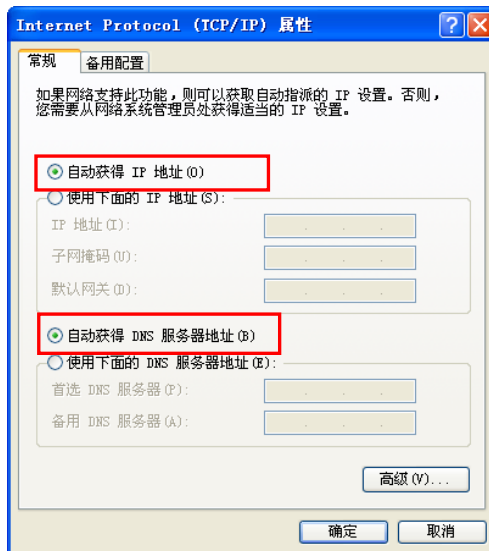 Internet Protocol (TCP/IP) 属性
常规
备用配置
如果网络支持此功能，则可以获取自动指派的 IP 设置。否则，
您需要从网络系统管理员处获得适当的 IP 设置。
自动获得 IP 地址(O)
使用下面的 IP 地址(S):
IP 地址(I):
子网掩码(U):
默认网关(D):
自动获得 DNS 服务器地址(B)
使用下面的 DNS 服务器地址(E):
首选 DNS 服务器(P):
备用 DNS 服务器(A):
高级(V)...
确定
取消